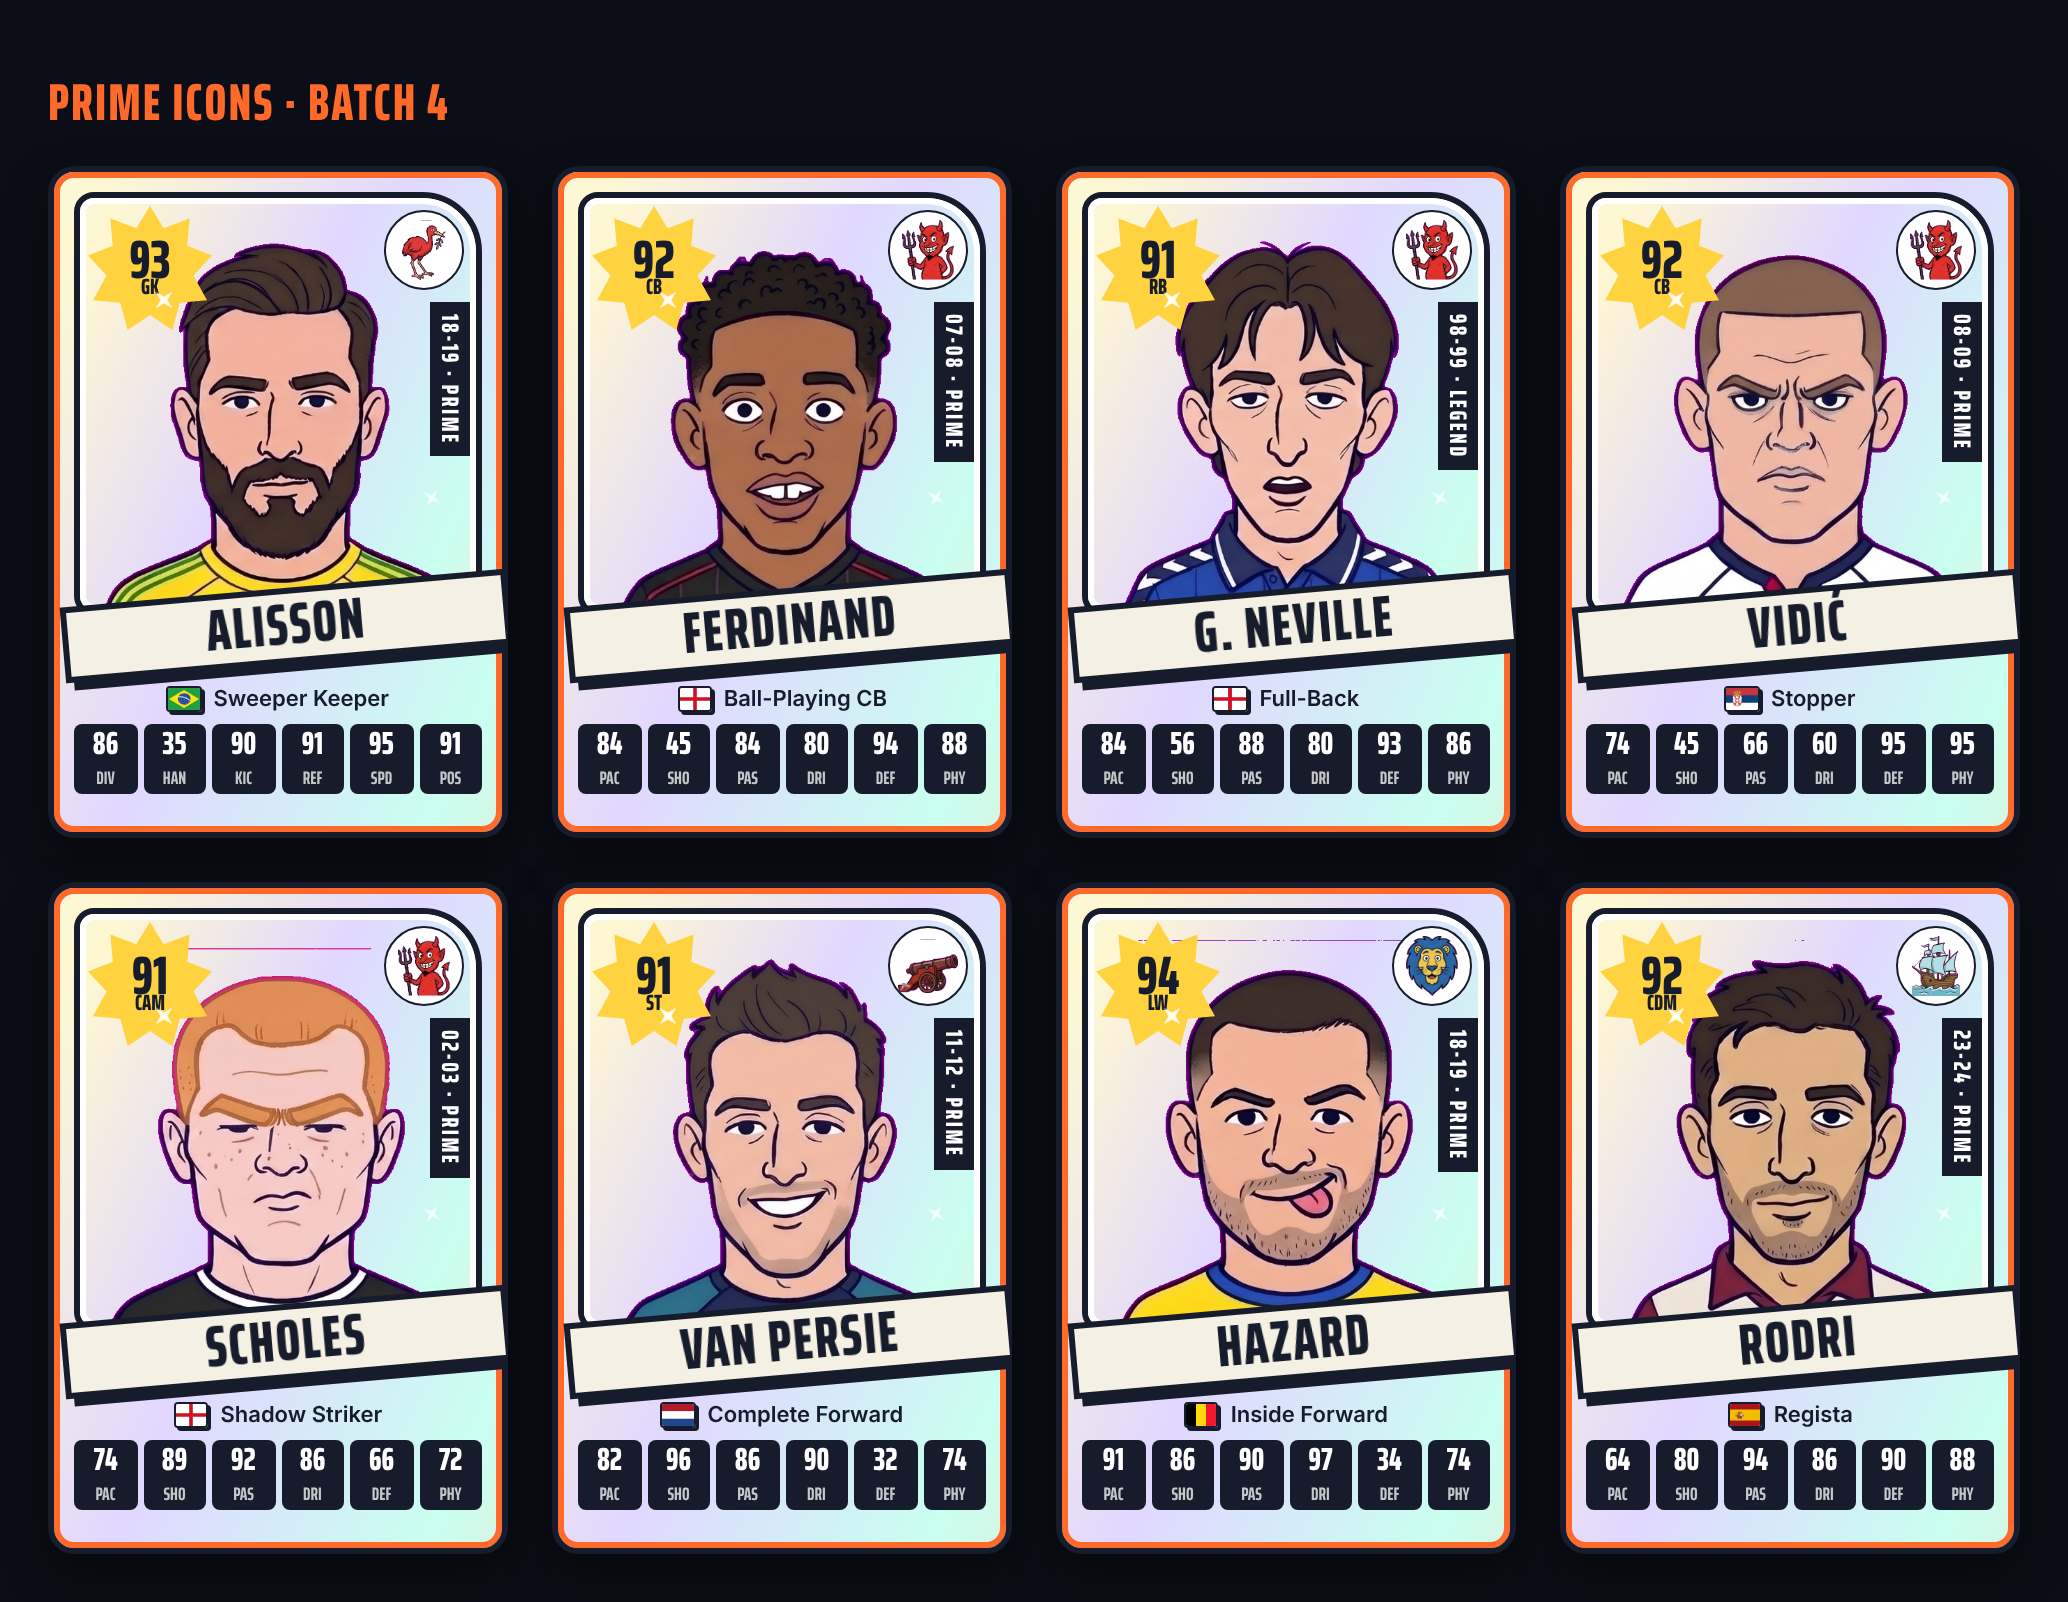 PRIME ICONS · BATCH 4
93
GK
18-19 · PRIME
ALISSON
Sweeper Keeper
86 35 90 91 95 91
DIV HAN KIC REF SPD POS
92
CB
07-08 · PRIME
FERDINAND
Ball-Playing CB
84 45 84 80 94 88
PAC SHO PAS DRI DEF PHY
91
RB
98-99 · LEGEND
G. NEVILLE
Full-Back
84 56 88 80 93 86
PAC SHO PAS DRI DEF PHY
92
CB
08-09 · PRIME
VIDIĆ
Stopper
74 45 66 60 95 95
PAC SHO PAS DRI DEF PHY
91
CAM
02-03 · PRIME
SCHOLES
Shadow Striker
74 89 92 86 66 72
PAC SHO PAS DRI DEF PHY
91
ST
11-12 · PRIME
VAN PERSIE
Complete Forward
82 96 86 90 32 74
PAC SHO PAS DRI DEF PHY
94
LW
18-19 · PRIME
HAZARD
Inside Forward
91 86 90 97 34 74
PAC SHO PAS DRI DEF PHY
92
CDM
23-24 · PRIME
RODRI
Regista
64 80 94 86 90 88
PAC SHO PAS DRI DEF PHY